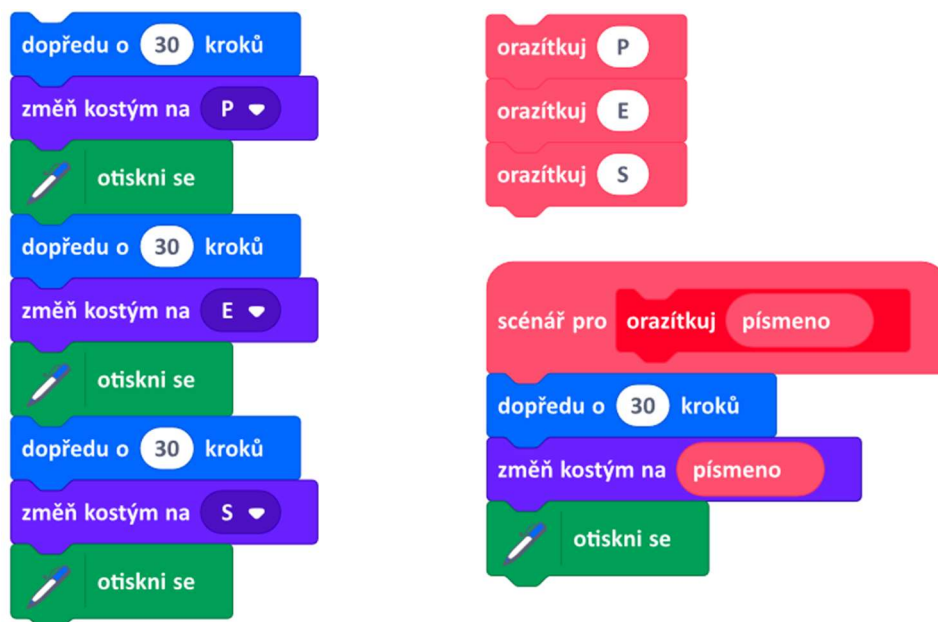 dopředu o 30 kroků
změň kostým na P
otiskni se
dopředu o 30 kroků
změň kostým na E
otiskni se
dopředu o 30 kroků
změň kostým na S
otiskni se
orazítkuj P
orazítkuj E
orazítkuj S
scénář pro orazítkuj písmeno
dopředu o 30 kroků
změň kostým na písmeno
otiskni se